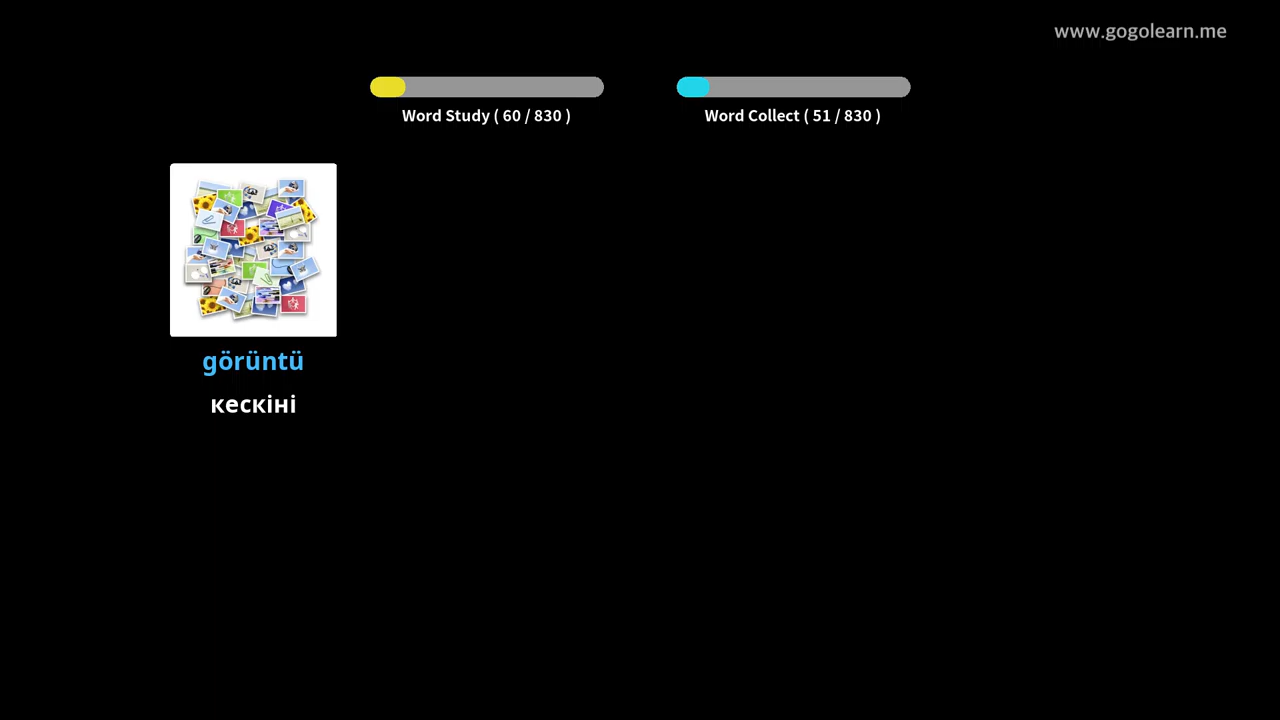 www.gogolearn.me
Word Study ( 60 / 830 )
Word Collect ( 51 / 830 )
görüntü
кескіні